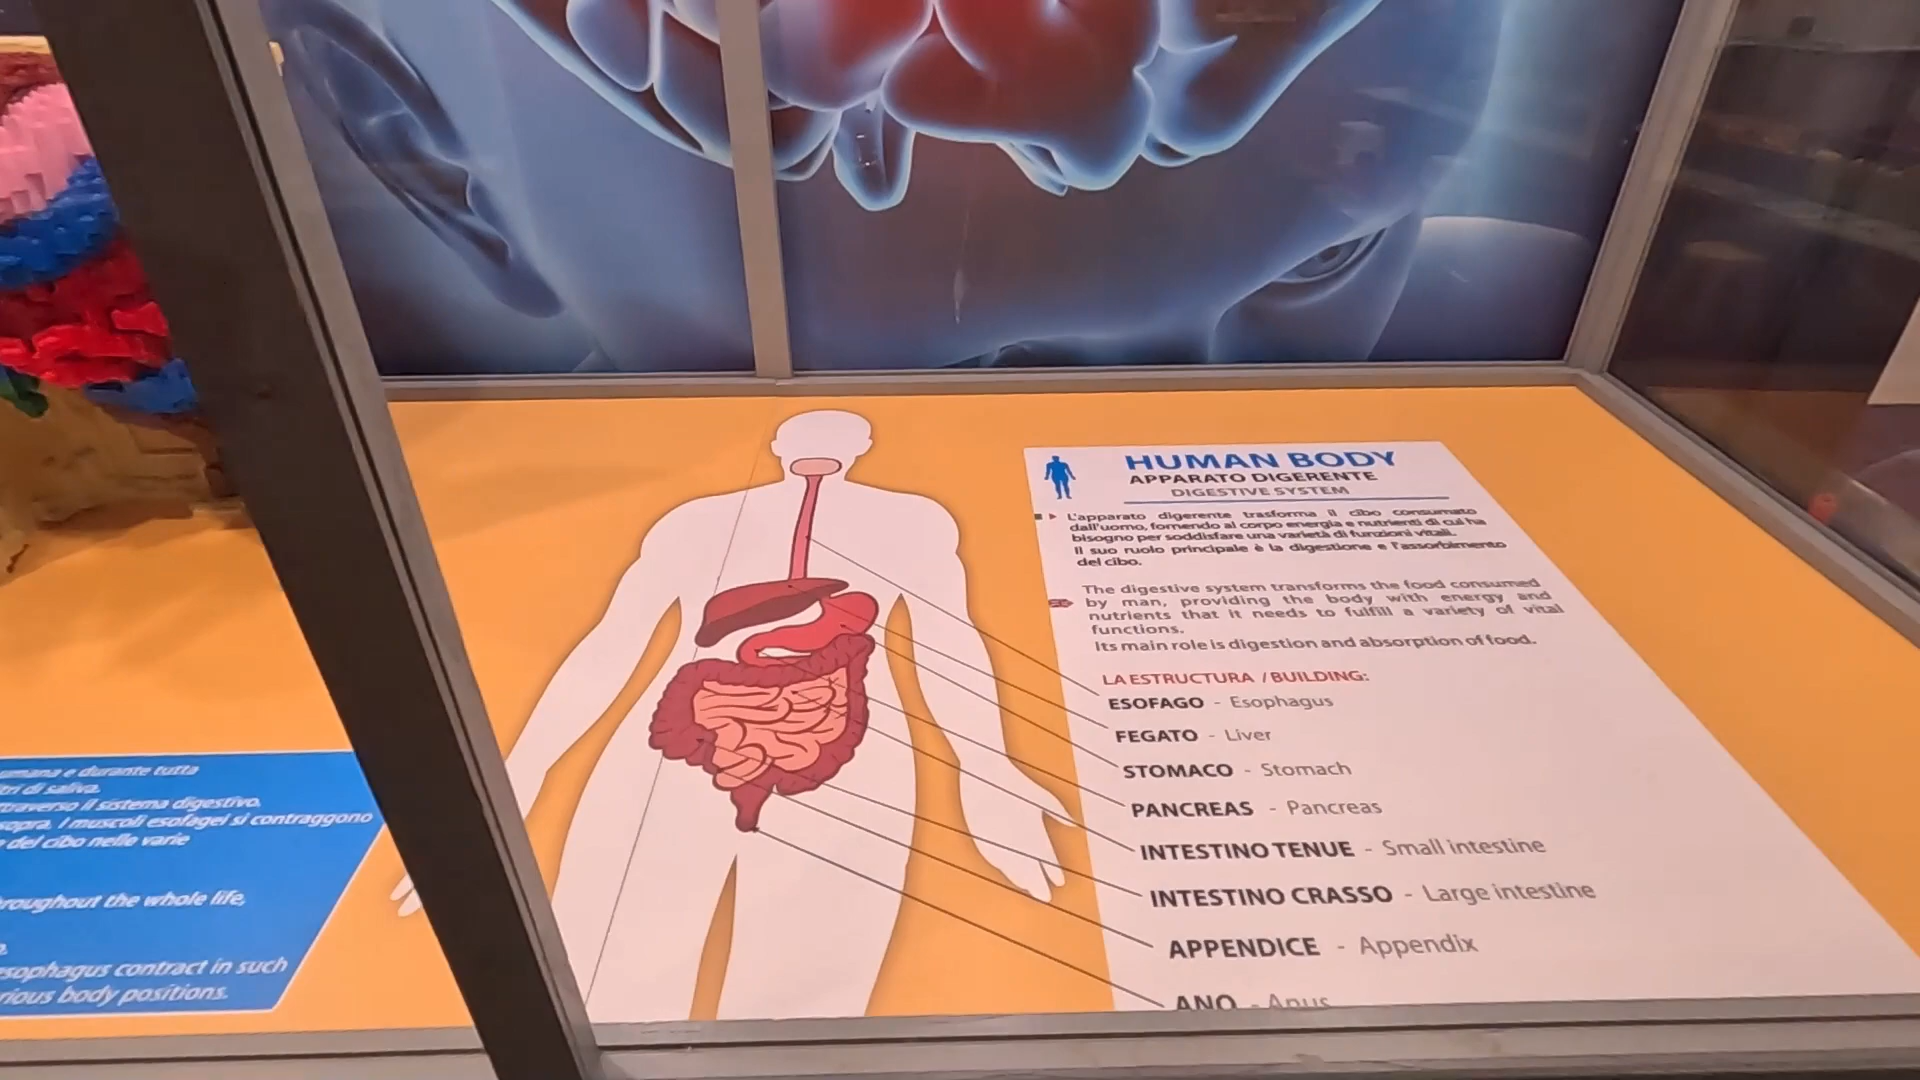 HUMAN BODY
APPARATO DIGERENTE
DIGESTIVE SYSTEM
L'apparato digerente trasforma il cibo consumato
dall'uomo, fornendo al corpo energia e nutrienti di cui ha
bisogno per soddisfare una varietà di funzioni vitali.
Il suo ruolo principale è la digestione e l'assorbimento
del cibo.
The digestive system transforms the food consumed
by man, providing the body with energy and
nutrients that it needs to fulfill a variety of vital
functions.
Its main role is digestion and absorption of food.
LA ESTRUCTURA / BUILDING:
ESOFAGO - Esophagus
FEGATO - Liver
STOMACO - Stomach
PANCREAS - Pancreas
INTESTINO TENUE - Small intestine
INTESTINO CRASSO - Large intestine
APPENDICE - Appendix
ANO - Anus
umana e durante tutta
di saliva.
il sistema digestivo.
sopra. I muscoli esofagei si contraggono
del cibo nelle varie
roughout the whole life,
esophagus contract in such
rious body positions.